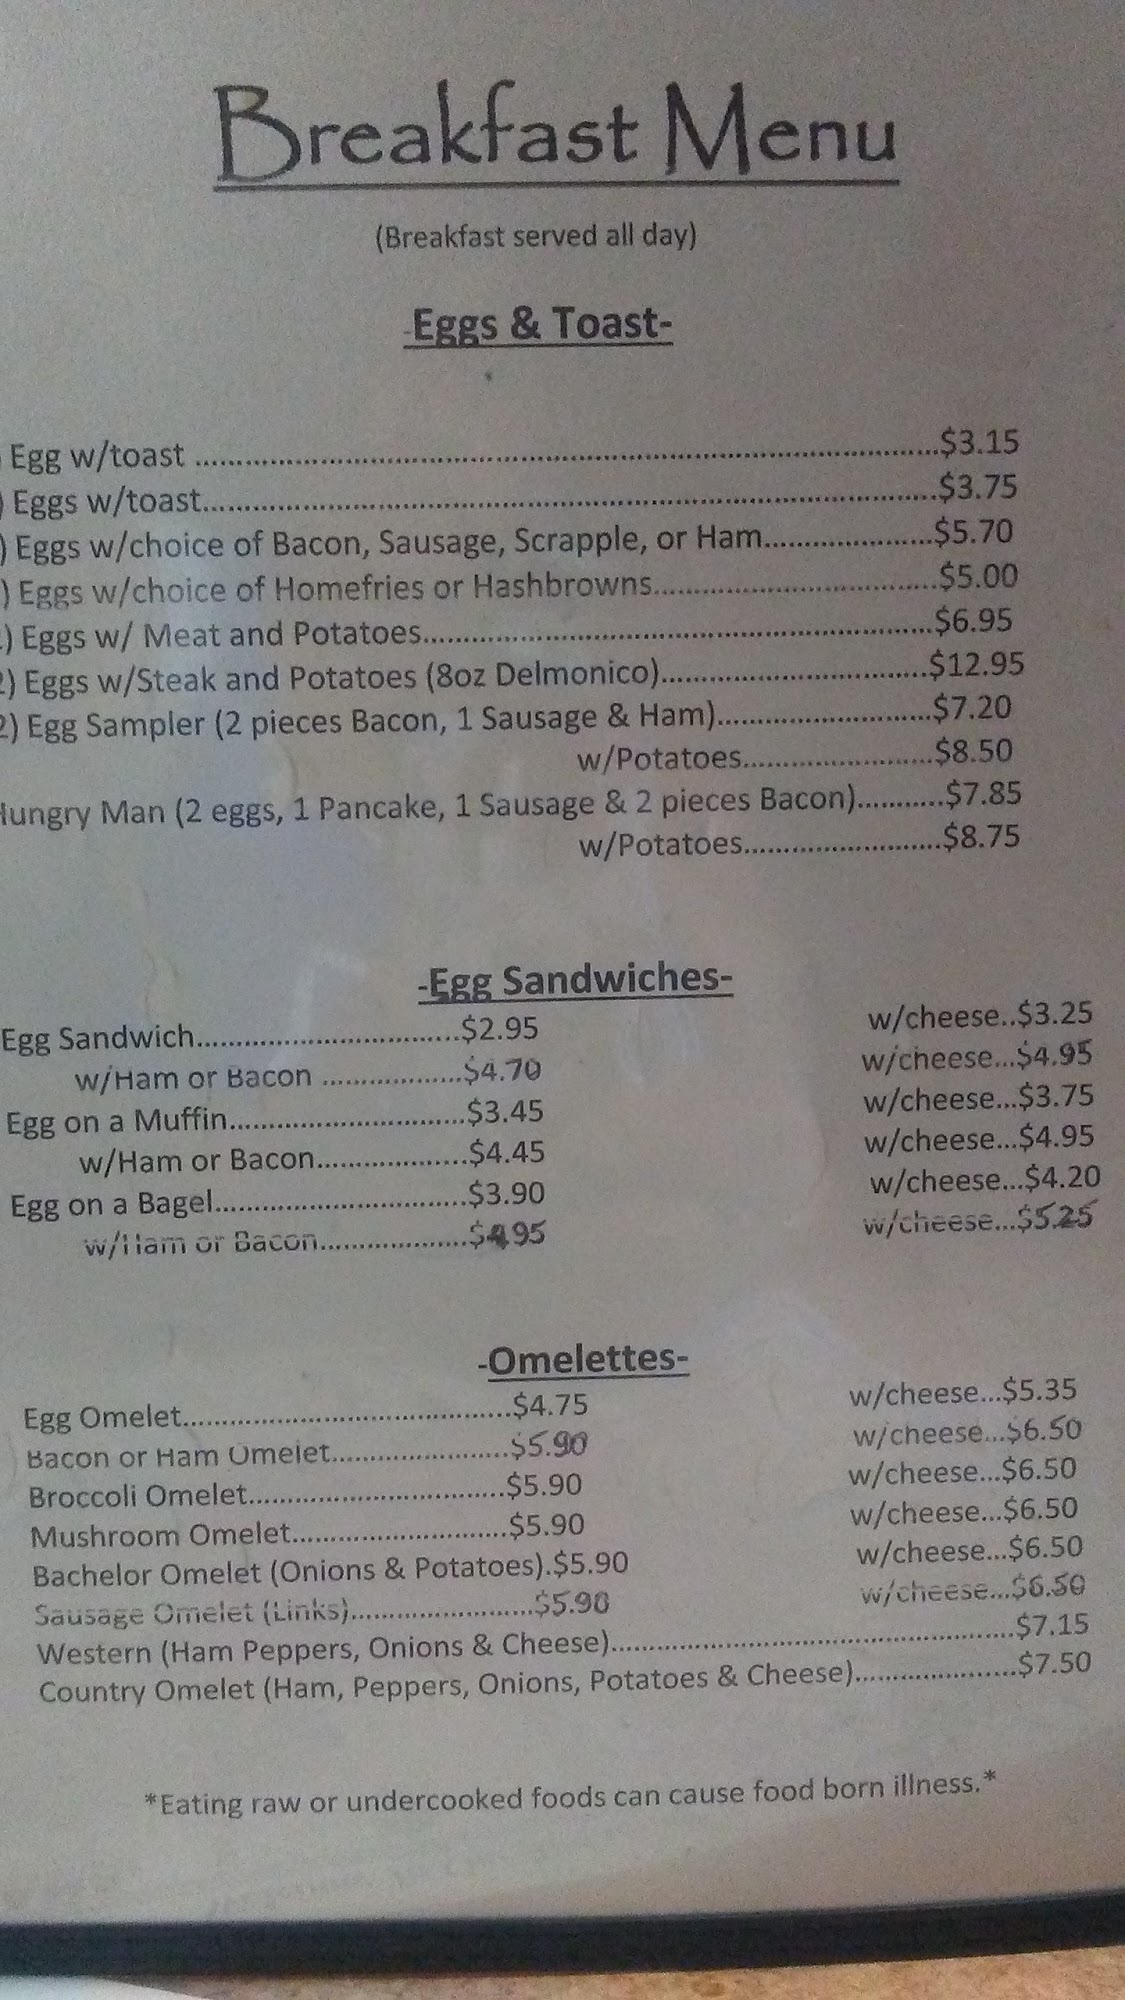 Breakfast Menu
(Breakfast served all day)
-Eggs & Toast-
) Egg w/toast ........................................................................................$3.15
) Eggs w/toast.......................................................................................$3.75
) Eggs w/choice of Bacon, Sausage, Scrapple, or Ham....................$5.70
) Eggs w/choice of Homefries or Hashbrowns.................................$5.00
) Eggs w/ Meat and Potatoes............................................................$6.95
2) Eggs w/Steak and Potatoes (8oz Delmonico)...............................$12.95
2) Egg Sampler (2 pieces Bacon, 1 Sausage & Ham).........................$7.20
w/Potatoes.......................$8.50
Hungry Man (2 eggs, 1 Pancake, 1 Sausage & 2 pieces Bacon)...........$7.85
w/Potatoes........................$8.75
-Egg Sandwiches-
Egg Sandwich................................$2.95 w/cheese..$3.25
w/Ham or Bacon .................$4.70 w/cheese...$4.95
Egg on a Muffin............................$3.45 w/cheese...$3.75
w/Ham or Bacon..................$4.45 w/cheese...$4.95
Egg on a Bagel..............................$3.90 w/cheese...$4.20
w/Ham or Bacon..................$4.95 w/cheese...$5.25
-Omelettes-
Egg Omelet.......................................$4.75 w/cheese...$5.35
Bacon or Ham Omelet.....................$5.90 w/cheese...$6.50
Broccoli Omelet...............................$5.90 w/cheese...$6.50
Mushroom Omelet..........................$5.90 w/cheese...$6.50
Bachelor Omelet (Onions & Potatoes).$5.90 w/cheese...$6.50
Sausage Omelet (Links)......................$5.90 w/cheese...$6.50
Western (Ham Peppers, Onions & Cheese)................................................$7.15
Country Omelet (Ham, Peppers, Onions, Potatoes & Cheese)...................$7.50
*Eating raw or undercooked foods can cause food born illness.*